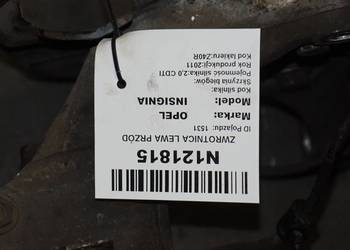 N121815
ZWROTNICA LEWA PRZÓD
ID Pojazdu: 1531
Marka: OPEL
Model: INSIGNIA
Kod silnika:
Skrzynia biegów:
Pojemność silnika:2.0 CDTI
Rok produkcji:2011
Kod lakieru:Z40R